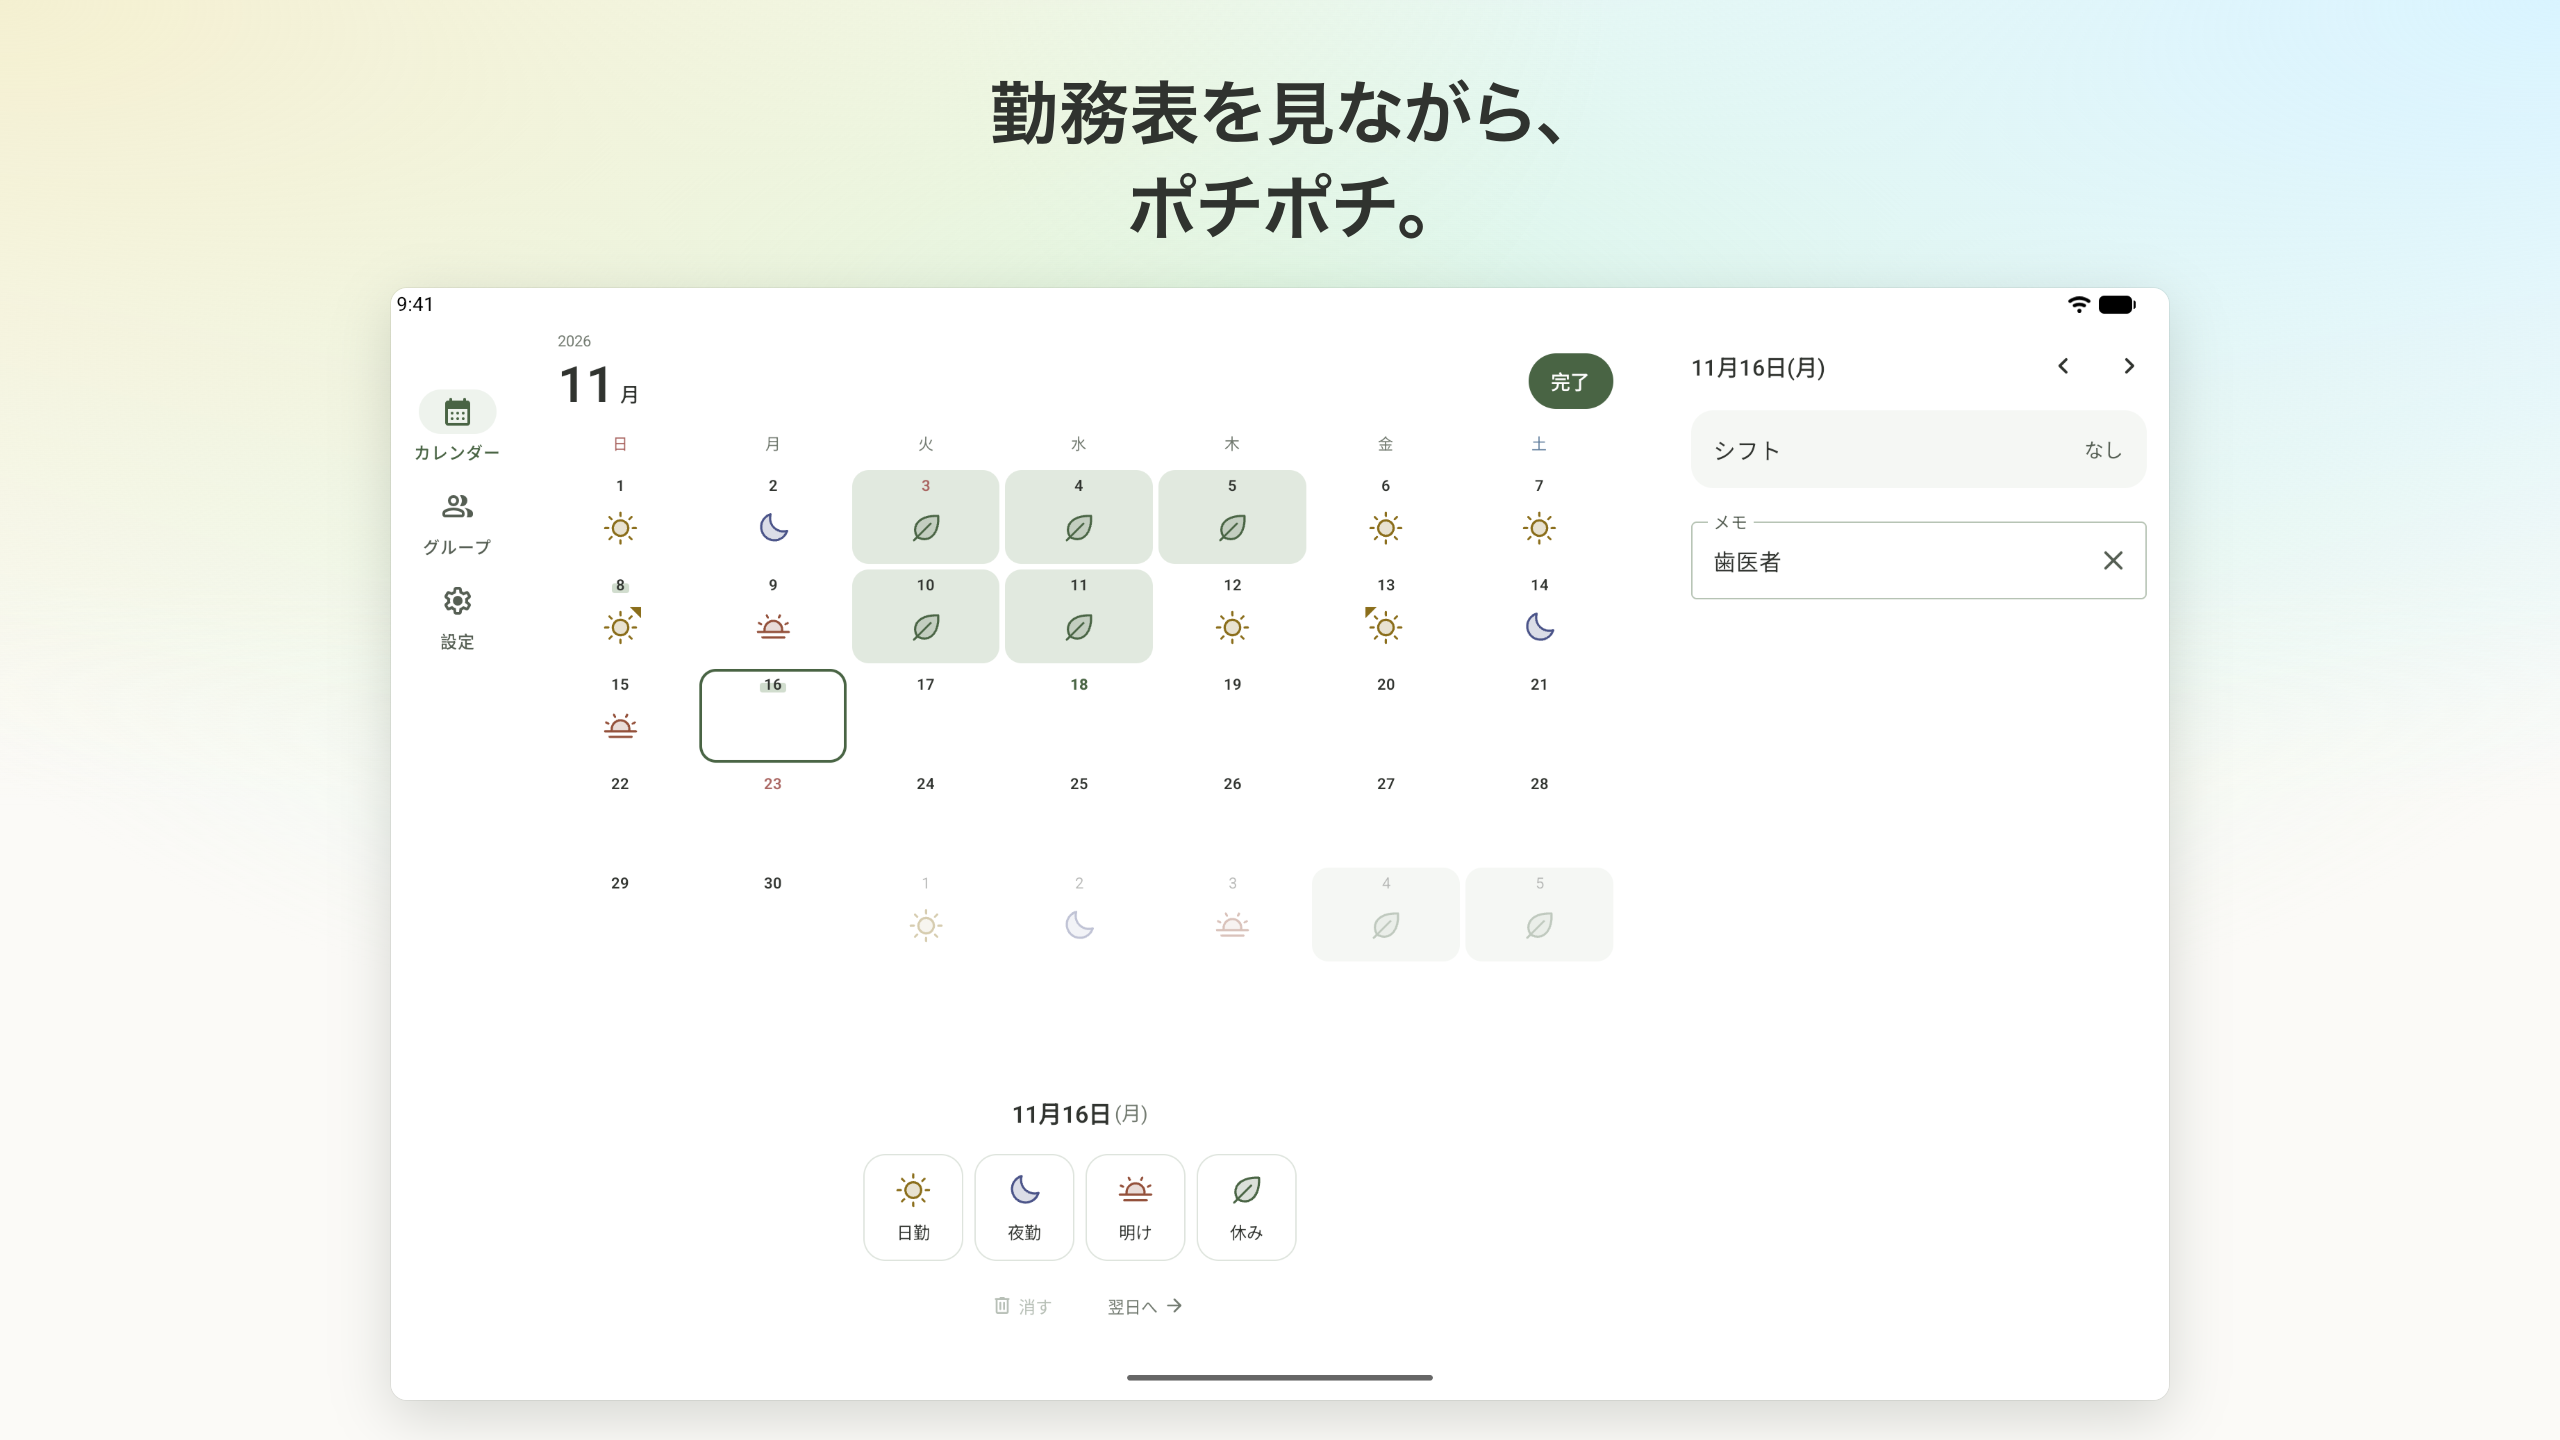 勤務表を見ながら、
ポチポチ。
9:41
カレンダー
グループ
設定
2026
11月
完了
日 月 火 水 木 金 土
1 2 3 4 5 6 7
8 9 10 11 12 13 14
15 16 17 18 19 20 21
22 23 24 25 26 27 28
29 30 1 2 3 4 5
11月16日(月)
日勤 夜勤 明け 休み
消す 翌日へ
11月16日(月)
シフト なし
メモ
歯医者